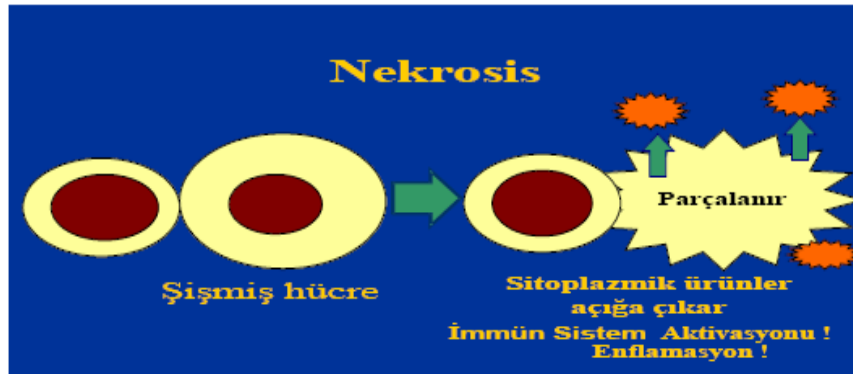 Nekrosis
Parçalanır
Şişmiş hücre
Sitoplazmik ürünler
açığa çıkar
İmmün Sistem Aktivasyonu !
Enflamasyon !